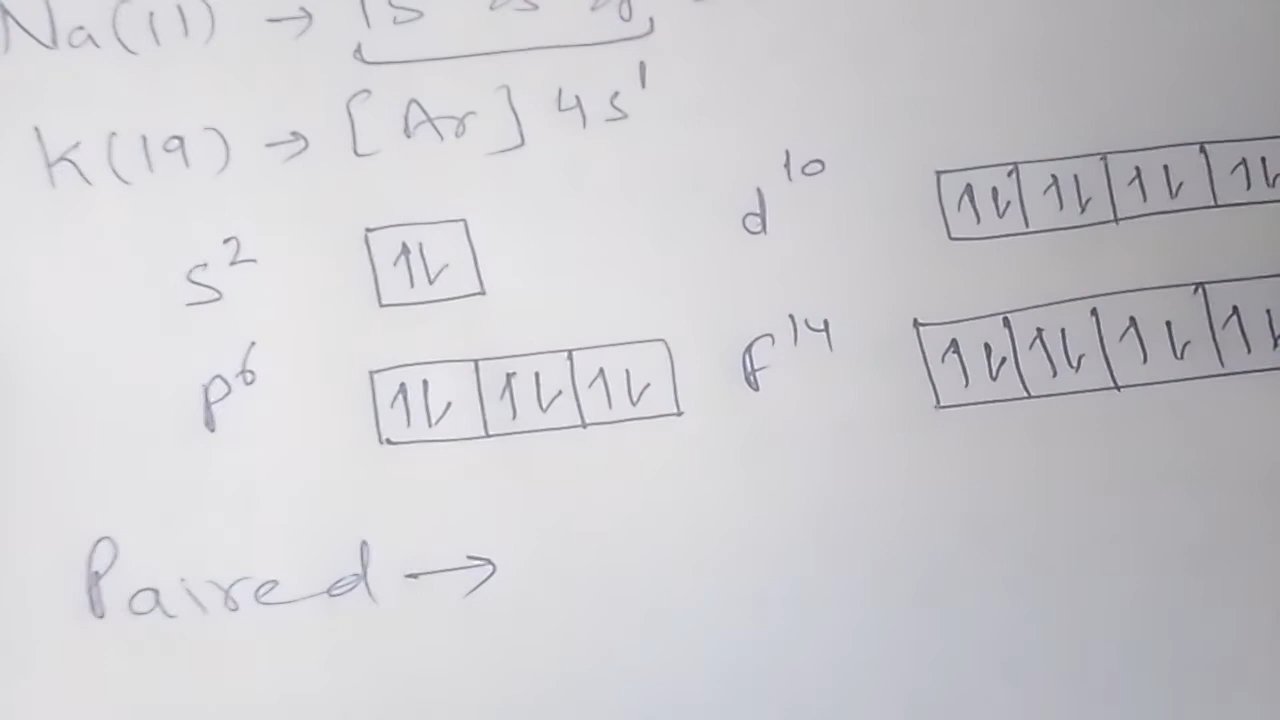 Na(11) →
K(19) → [Ar] 4s¹
s² ↿⇂
d¹⁰ ↿⇂ ↿⇂ ↿⇂ ↿⇂
p⁶ ↿⇂ ↿⇂ ↿⇂
f¹⁴ ↿⇂ ↿⇂ ↿⇂ ↿⇂
Paired →